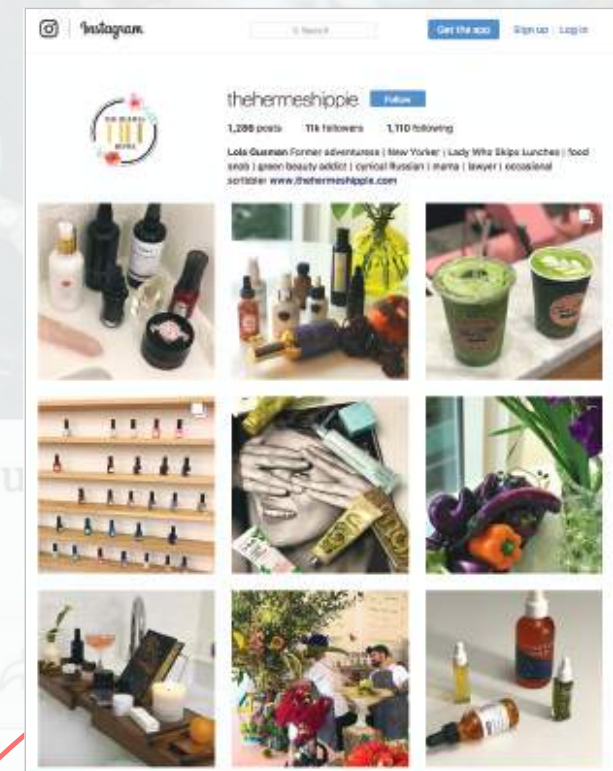 Instagram
Search
Get the app
Sign up
Log in
thehermeshippie
Follow
1,286 posts 11k followers 1,110 following
Lola Gusman Former adventuress | New Yorker | Lady Who Skips Lunches | food
snob | green beauty addict | cynical Russian | mama | lawyer | occasional
scribbler www.thehermeshippie.com